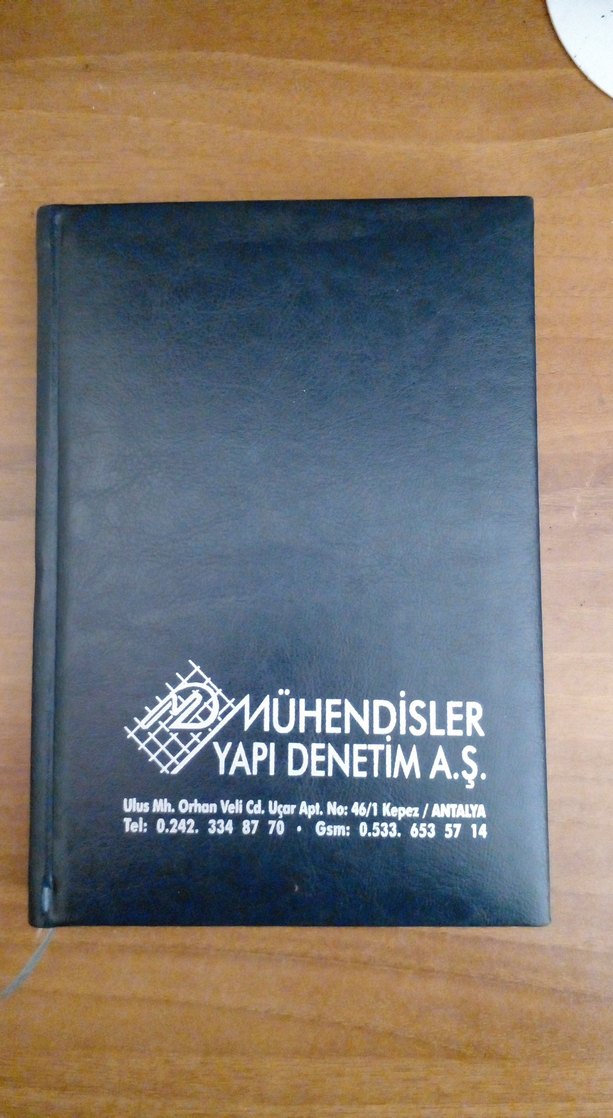 MÜHENDİSLER
YAPI DENETİM A.Ş.
Ulus Mh. Orhan Veli Cd. Uçar Apt. No: 46/1 Kepez / ANTALYA
Tel: 0.242. 334 87 70 • Gsm: 0.533. 653 57 14